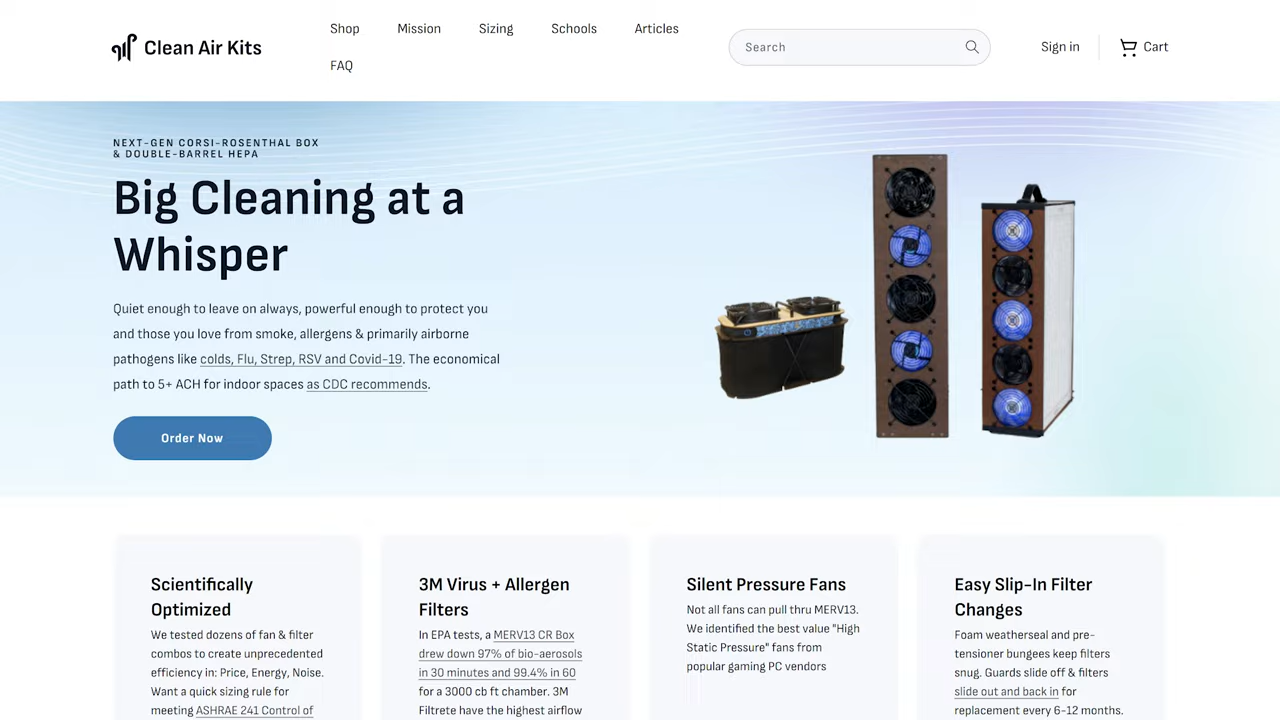 Clean Air Kits
Shop
Mission
Sizing
Schools
Articles
FAQ
Search
Sign in
Cart
NEXT-GEN CORSI-ROSENTHAL BOX
& DOUBLE-BARREL HEPA
Big Cleaning at a
Whisper
Quiet enough to leave on always, powerful enough to protect you
and those you love from smoke, allergens & primarily airborne
pathogens like colds, Flu, Strep, RSV and Covid-19. The economical
path to 5+ ACH for indoor spaces as CDC recommends.
Order Now
Scientifically
Optimized
We tested dozens of fan & filter
combos to create unprecedented
efficiency in: Price, Energy, Noise.
Want a quick sizing rule for
meeting ASHRAE 241 Control of
3M Virus + Allergen
Filters
In EPA tests, a MERV13 CR Box
drew down 97% of bio-aerosols
in 30 minutes and 99.4% in 60
for a 3000 cb ft chamber. 3M
Filtrete have the highest airflow
Silent Pressure Fans
Not all fans can pull thru MERV13.
We identified the best value "High
Static Pressure" fans from
popular gaming PC vendors
Easy Slip-In Filter
Changes
Foam weatherseal and pre-
tensioner bungees keep filters
snug. Guards slide off & filters
slide out and back in for
replacement every 6-12 months.